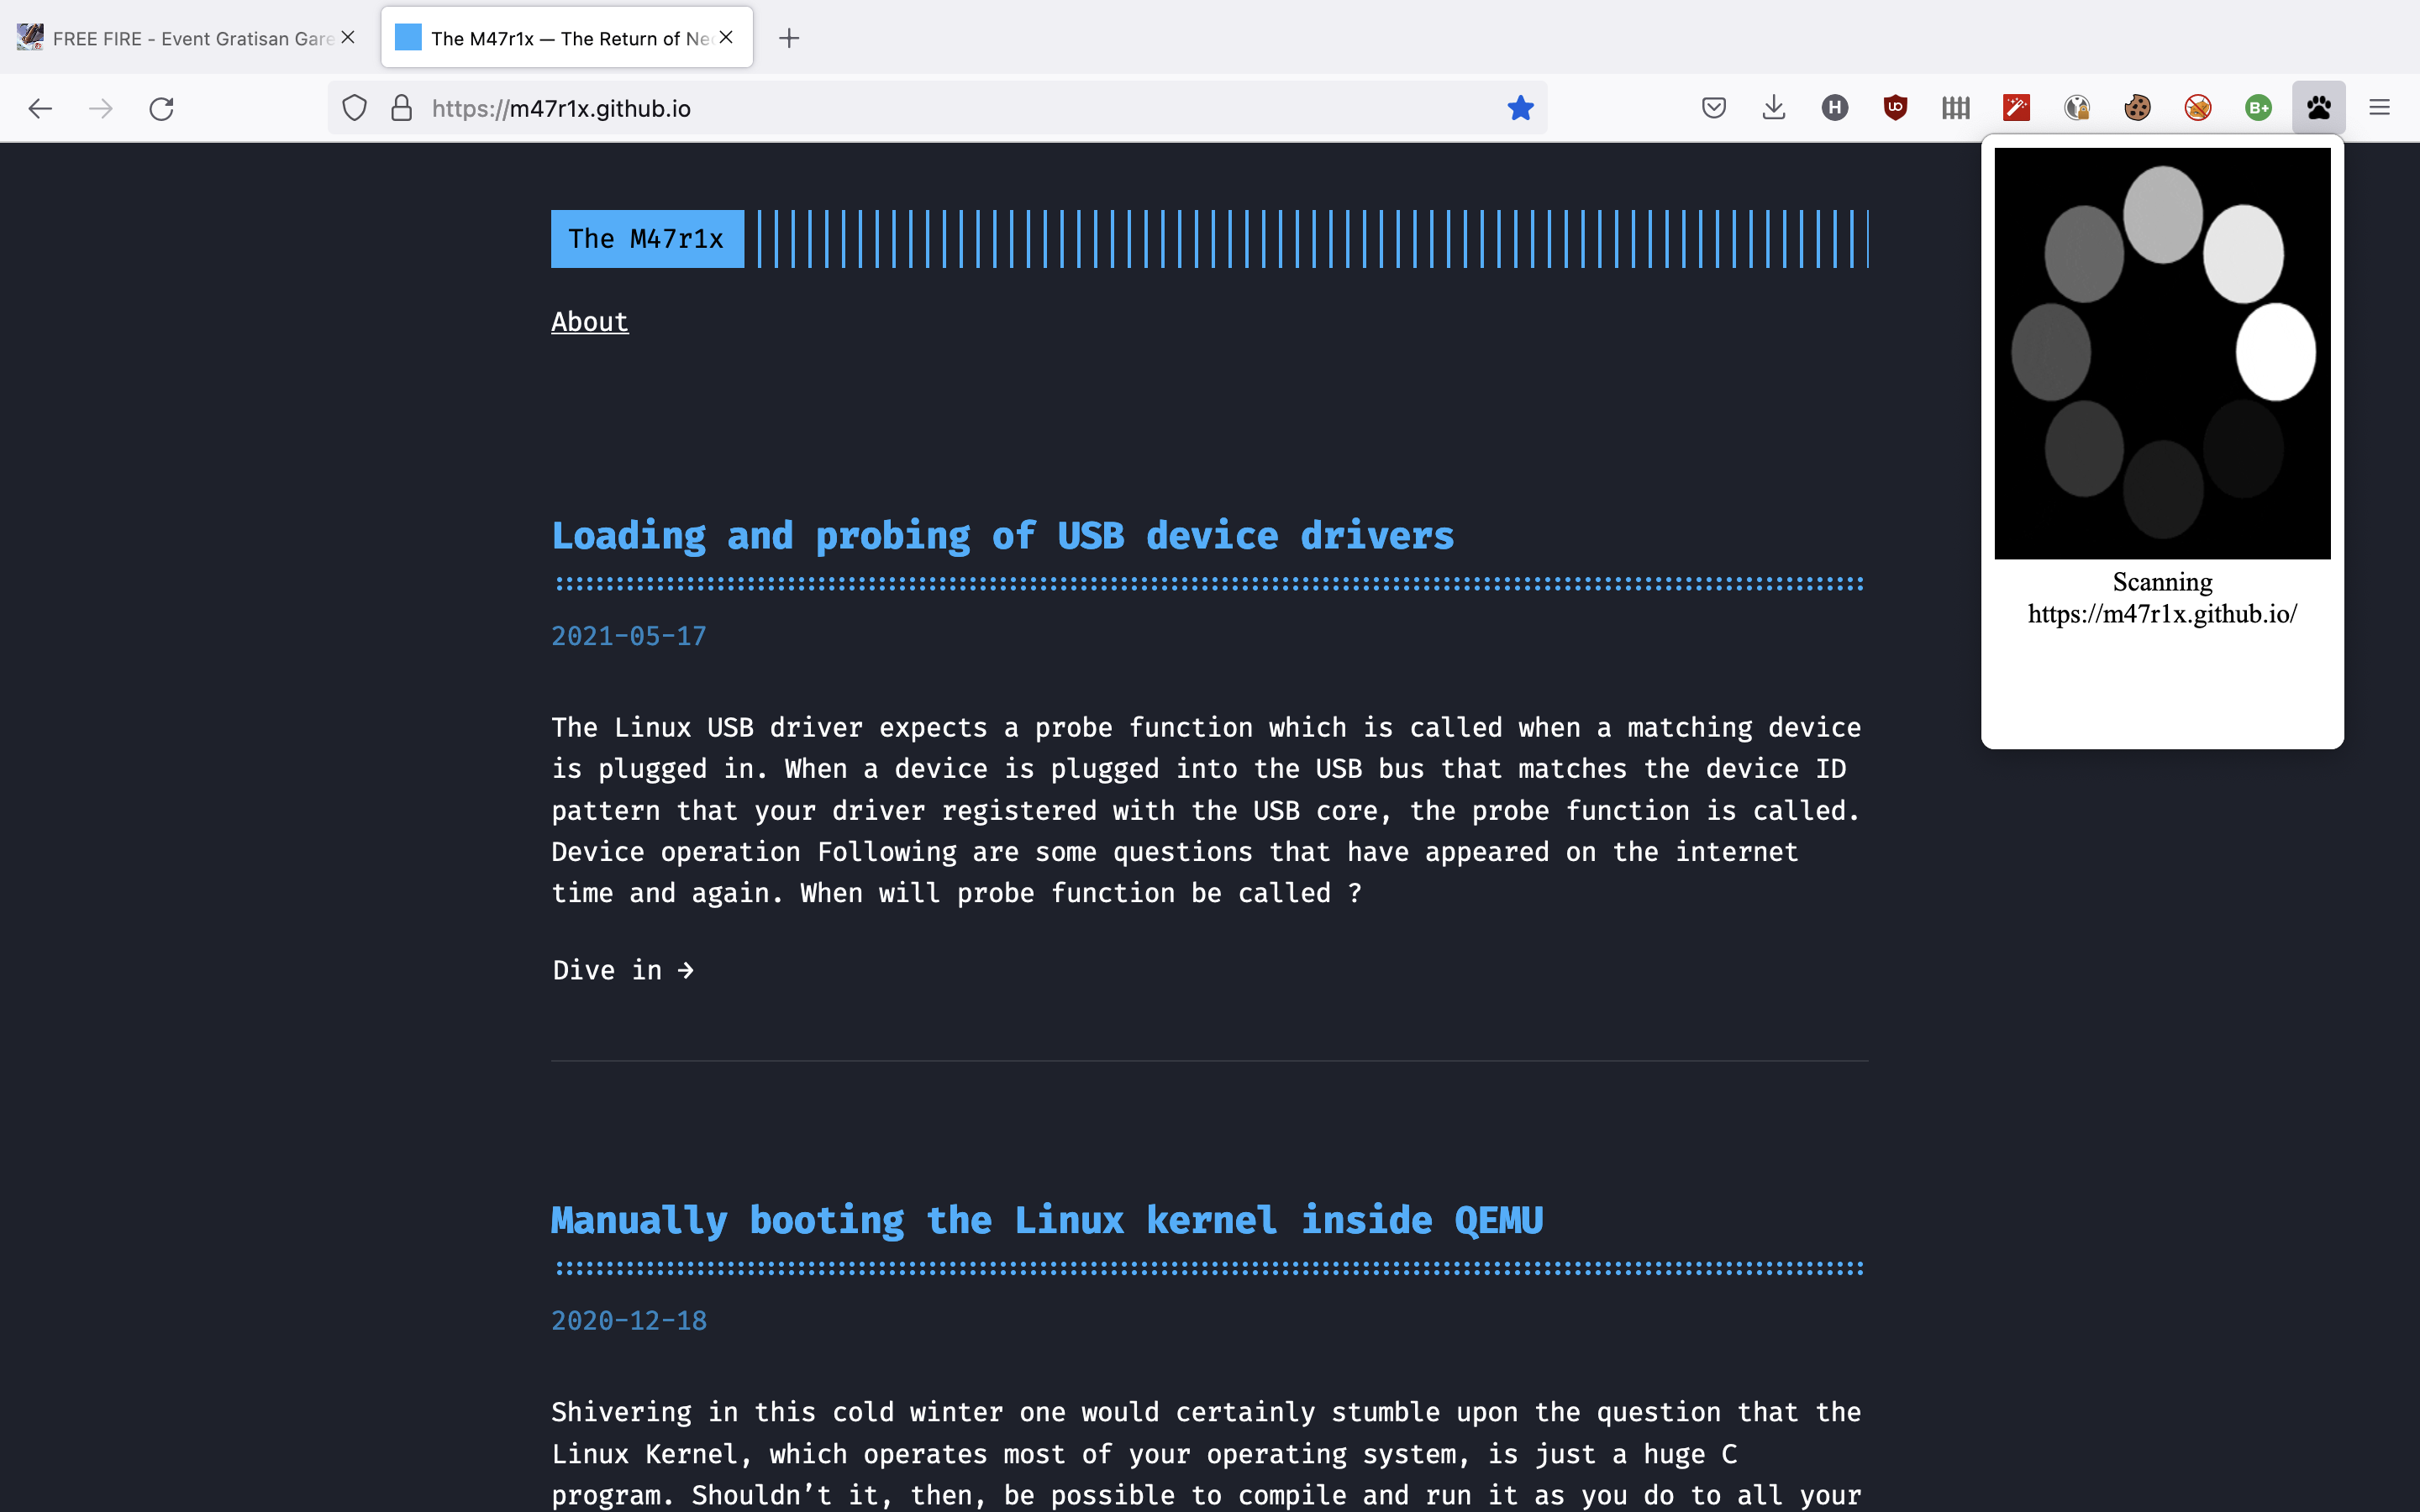 FREE FIRE - Event Gratisan Gare
The M47r1x — The Return of Neo
https://m47r1x.github.io
H
UO
B+
The M47r1x
About
Loading and probing of USB device drivers
2021-05-17
The Linux USB driver expects a probe function which is called when a matching device
is plugged in. When a device is plugged into the USB bus that matches the device ID
pattern that your driver registered with the USB core, the probe function is called.
Device operation Following are some questions that have appeared on the internet
time and again. When will probe function be called ?
Dive in →
Manually booting the Linux kernel inside QEMU
2020-12-18
Shivering in this cold winter one would certainly stumble upon the question that the
Linux Kernel, which operates most of your operating system, is just a huge C
program. Shouldn’t it, then, be possible to compile and run it as you do to all your
Scanning
https://m47r1x.github.io/